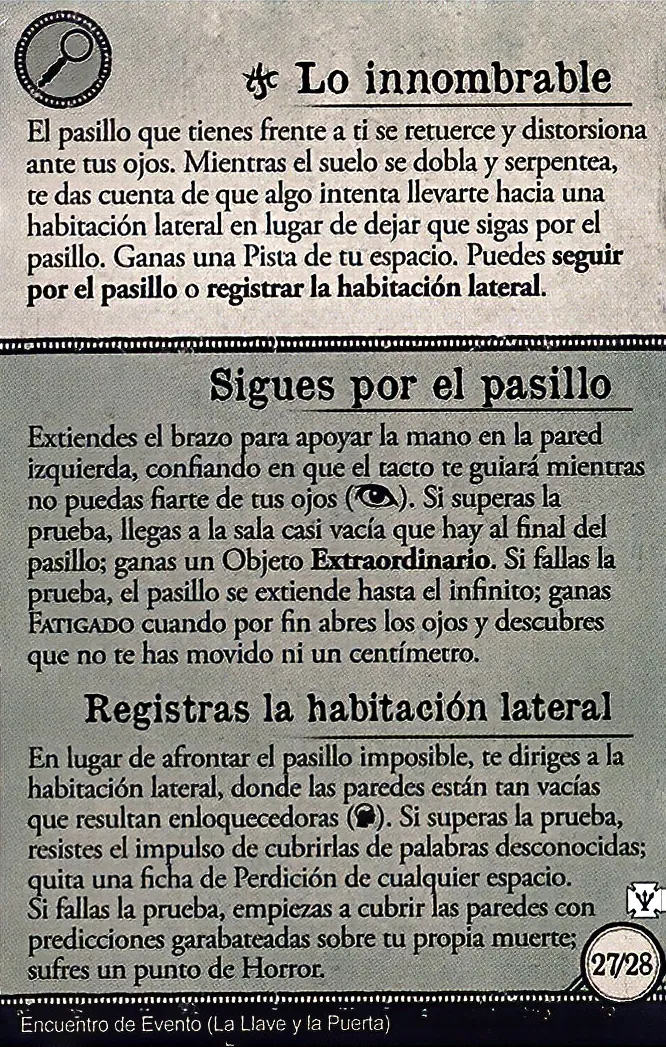 Lo innombrable
El pasillo que tienes frente a ti se retuerce y distorsiona
ante tus ojos. Mientras el suelo se dobla y serpentea,
te das cuenta de que algo intenta llevarte hacia una
habitación lateral en lugar de dejar que sigas por el
pasillo. Ganas una Pista de tu espacio. Puedes seguir
por el pasillo o registrar la habitación lateral.
Sigues por el pasillo
Extiendes el brazo para apoyar la mano en la pared
izquierda, confiando en que el tacto te guiará mientras
no puedas fiarte de tus ojos (). Si superas la
prueba, llegas a la sala casi vacía que hay al final del
pasillo; ganas un Objeto Extraordinario. Si fallas la
prueba, el pasillo se extiende hasta el infinito; ganas
FATIGADO cuando por fin abres los ojos y descubres
que no te has movido ni un centímetro.
Registras la habitación lateral
En lugar de afrontar el pasillo imposible, te diriges a la
habitación lateral, donde las paredes están tan vacías
que resultan enloquecedoras (). Si superas la prueba,
resistes el impulso de cubrirlas de palabras desconocidas;
quita una ficha de Perdición de cualquier espacio.
Si fallas la prueba, empiezas a cubrir las paredes con
predicciones garabateadas sobre tu propia muerte;
sufres un punto de Horror.
27/28
Encuentro de Evento (La Llave y la Puerta)